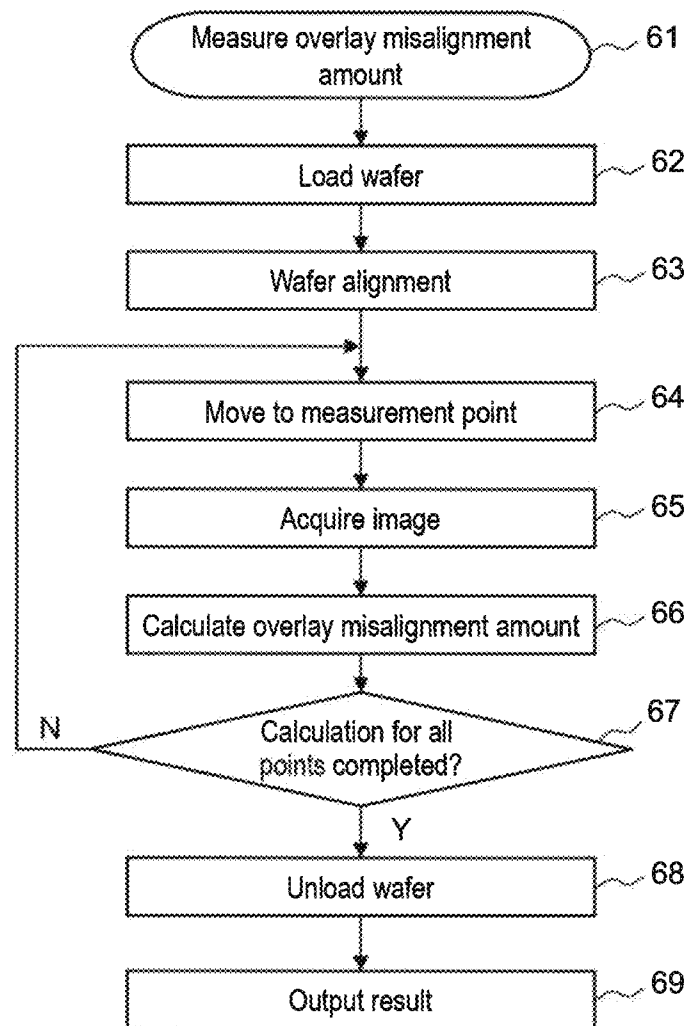 Measure overlay misalignment
amount
61
Load wafer
62
Wafer alignment
63
Move to measurement point
64
Acquire image
65
Calculate overlay misalignment amount
66
Calculation for all
points completed?
67
N
Y
Unload wafer
68
Output result
69